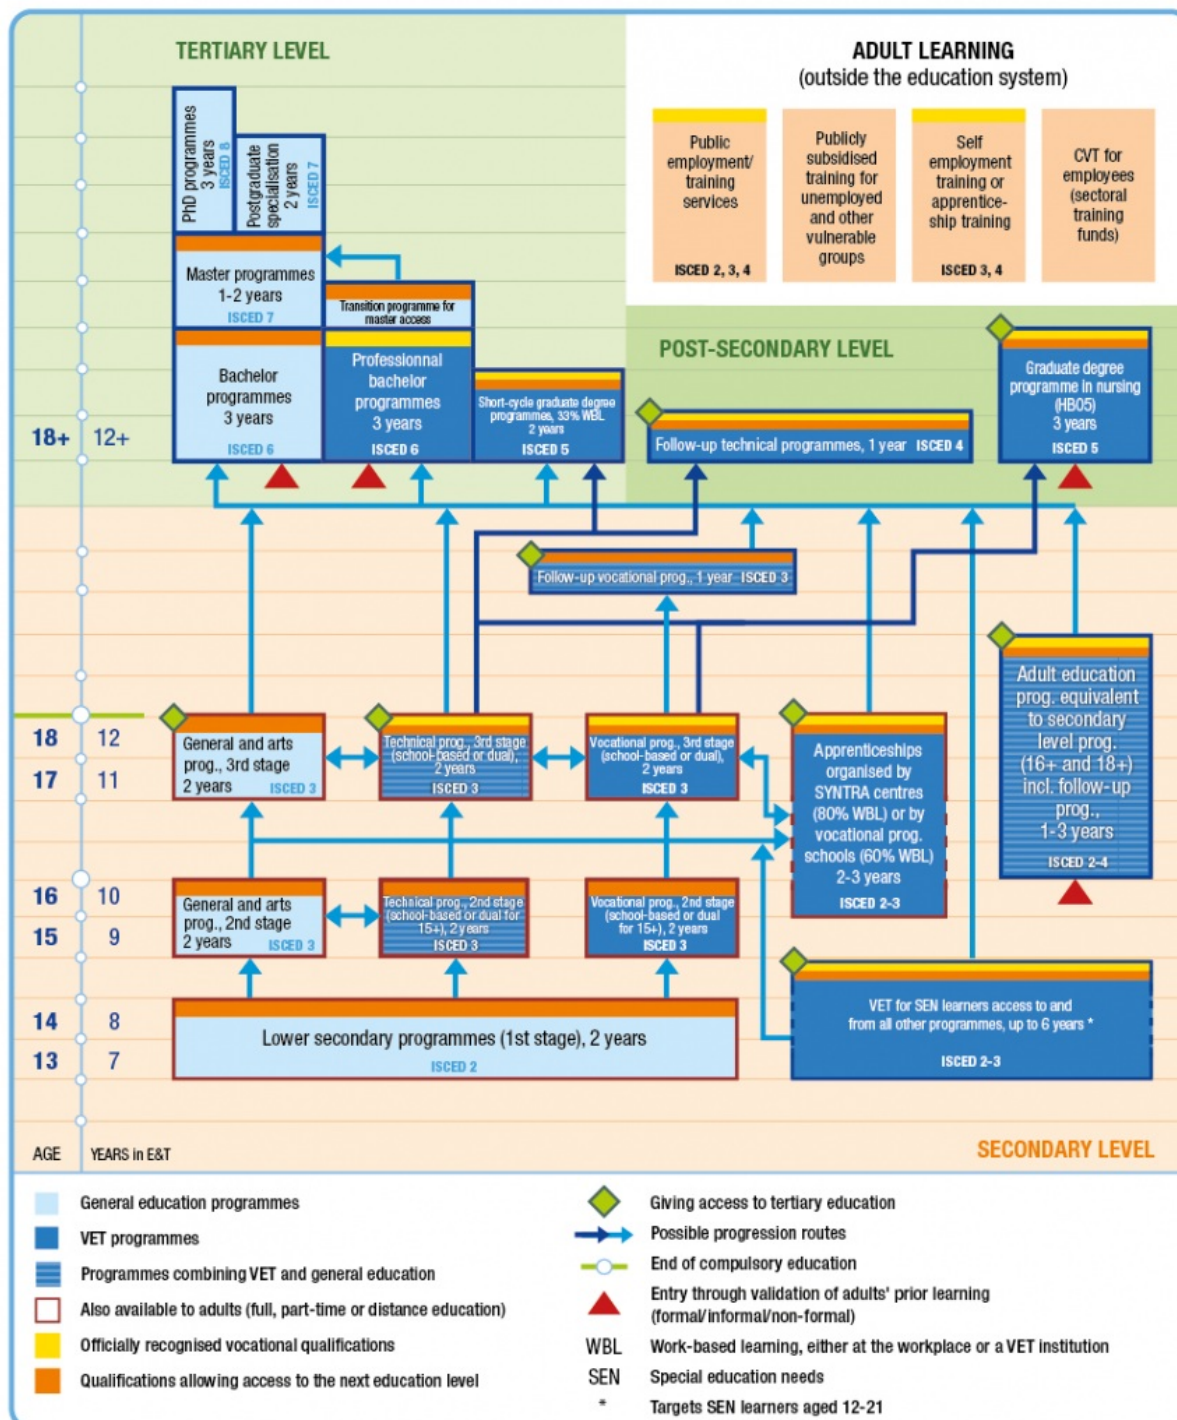 TERTIARY LEVEL
ADULT LEARNING
(outside the education system)
Public
employment/
training
services
ISCED 2, 3, 4
Publicly
subsidised
training for
unemployed
and other
vulnerable
groups
Self
employment
training or
apprentice-
ship training
ISCED 3, 4
CVT for
employees
(sectoral
training
funds)
PhD programmes
3 years
ISCED 8
Postgraduate
specialisation
2 years
ISCED 7
Master programmes
1-2 years
ISCED 7
Transition programme for
master access
Bachelor
programmes
3 years
ISCED 6
Professionnal
bachelor
programmes
3 years
ISCED 6
Short-cycle graduate degree
programmes, 33% WBL
2 years
ISCED 5
POST-SECONDARY LEVEL
Follow-up technical programmes, 1 year ISCED 4
Graduate degree
programme in nursing
(HBO5)
3 years
ISCED 5
18+ 12+
Follow-up vocational prog., 1 year ISCED 3
Adult education
prog. equivalent
to secondary
level prog.
(16+ and 18+)
incl. follow-up
prog.,
1-3 years
ISCED 2-4
18 12
17 11
General and arts
prog., 3rd stage
2 years ISCED 3
Technical prog., 3rd stage
(school-based or dual),
2 years
ISCED 3
Vocational prog., 3rd stage
(school-based or dual),
2 years
ISCED 3
Apprenticeships
organised by
SYNTRA centres
(80% WBL) or by
vocational prog.
schools (60% WBL)
2-3 years
ISCED 2-3
16 10
15 9
General and arts
prog., 2nd stage
2 years ISCED 3
Technical prog., 2nd stage
(school-based or dual for
15+), 2 years
ISCED 3
Vocational prog., 2nd stage
(school-based or dual
for 15+), 2 years
ISCED 3
14 8
13 7
Lower secondary programmes (1st stage), 2 years
ISCED 2
VET for SEN learners access to and
from all other programmes, up to 6 years *
ISCED 2-3
AGE YEARS in E&T
SECONDARY LEVEL
General education programmes
VET programmes
Programmes combining VET and general education
Also available to adults (full, part-time or distance education)
Officially recognised vocational qualifications
Qualifications allowing access to the next education level
Giving access to tertiary education
Possible progression routes
End of compulsory education
Entry through validation of adults' prior learning
(formal/informal/non-formal)
WBL Work-based learning, either at the workplace or a VET institution
SEN Special education needs
* Targets SEN learners aged 12-21